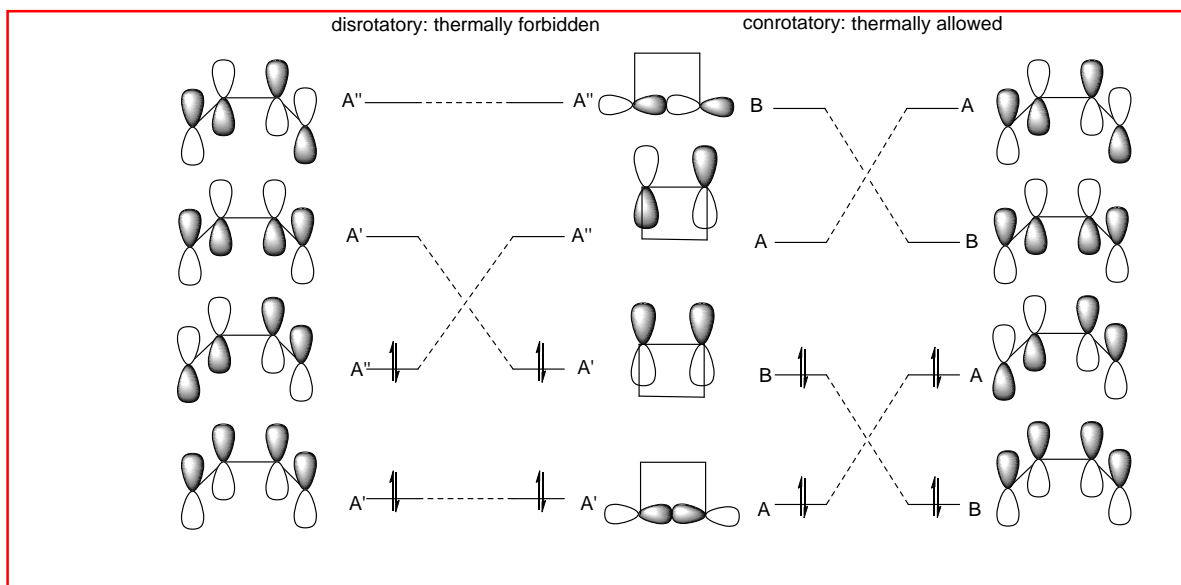 disrotatory: thermally forbidden
conrotatory: thermally allowed
A" A" B A
A' A" A B
A" A' B A
A' A' A B